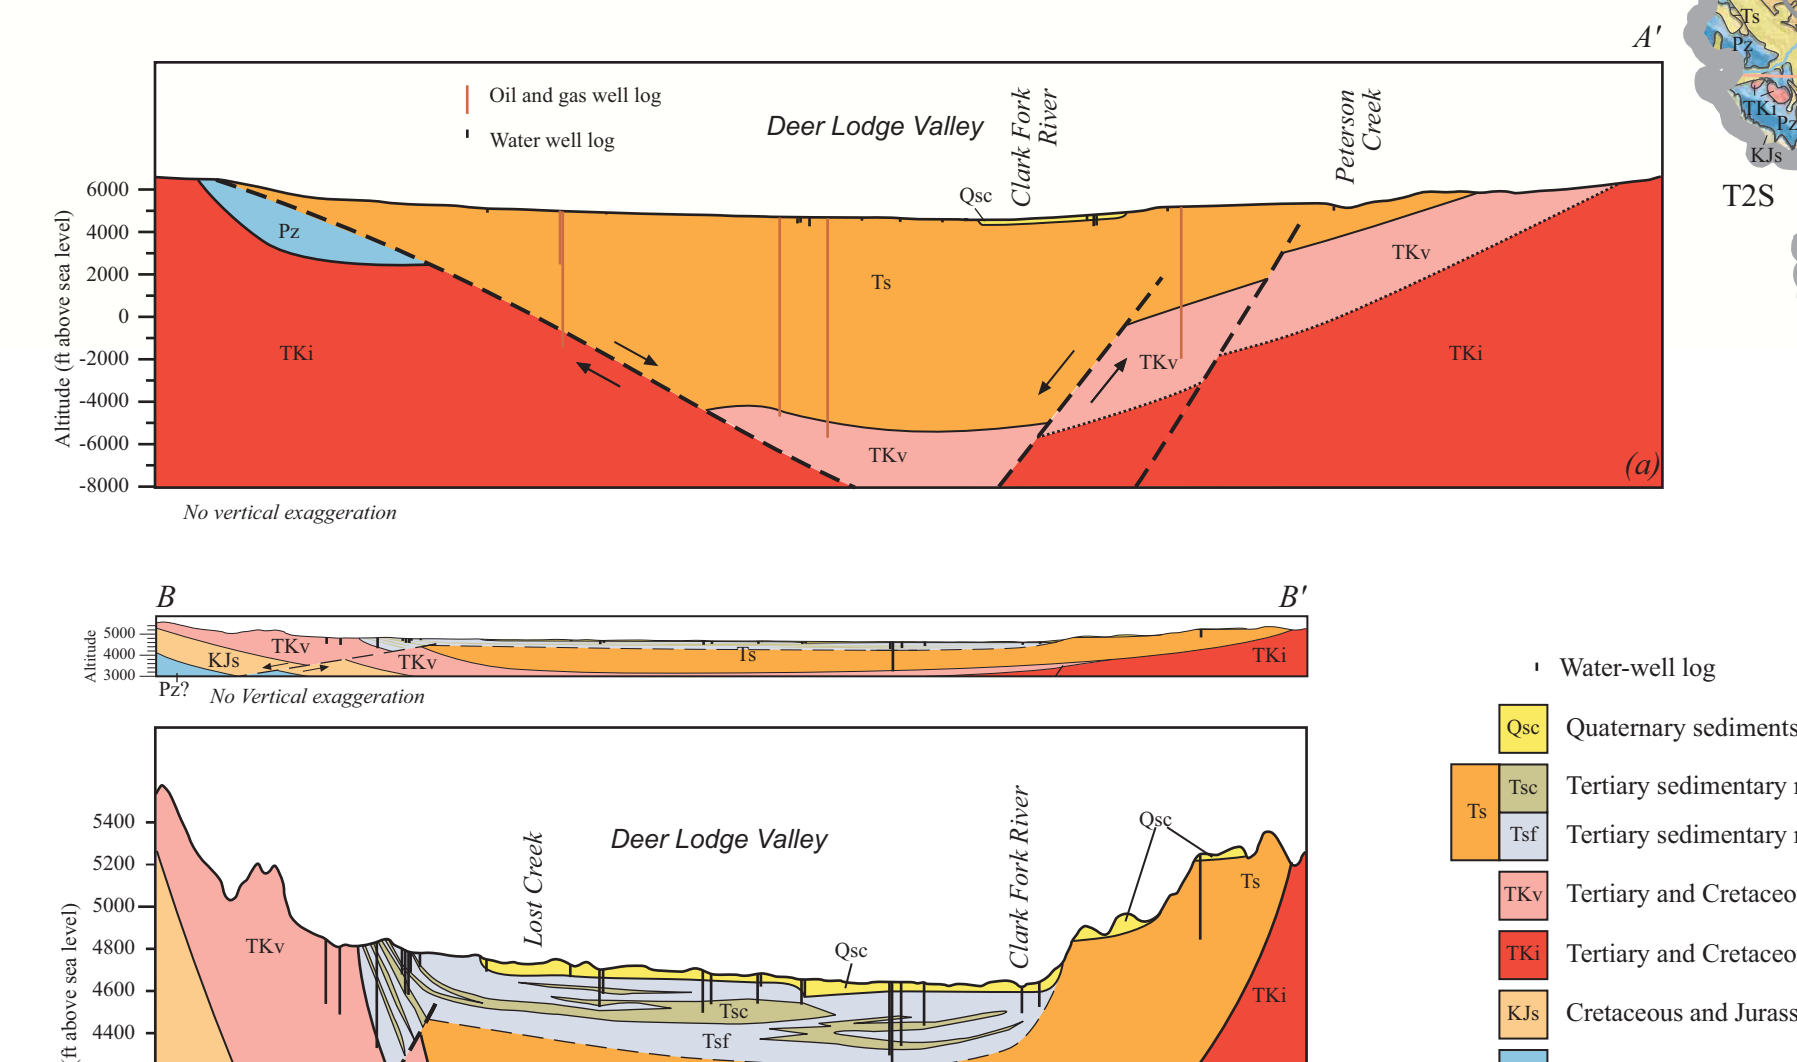 A'
Ts
Pz
TKi
Pz
KJs
T2S
Oil and gas well log
Water well log
Deer Lodge Valley
Clark Fork
River
Peterson
Creek
Qsc
Altitude (ft above sea level)
6000
4000
2000
0
-2000
-4000
-6000
-8000
Pz
Ts
TKv
TKi
TKv
TKi
TKv
(a)
No vertical exaggeration
B
B'
Altitude
5000
4000
3000
TKv
KJs
TKv
Ts
TKi
Pz?
No Vertical exaggeration
Water-well log
Qsc
Quaternary sediments
Ts
Tsc
Tertiary sedimentary
Tsf
Tertiary sedimentary
TKv
Tertiary and Cretaceo
TKi
Tertiary and Cretaceo
KJs
Cretaceous and Jurass
(ft above sea level)
5400
5200
5000
4800
4600
4400
Deer Lodge Valley
Lost Creek
Clark Fork River
Qsc
Qsc
Ts
TKv
Tsc
Tsf
TKi